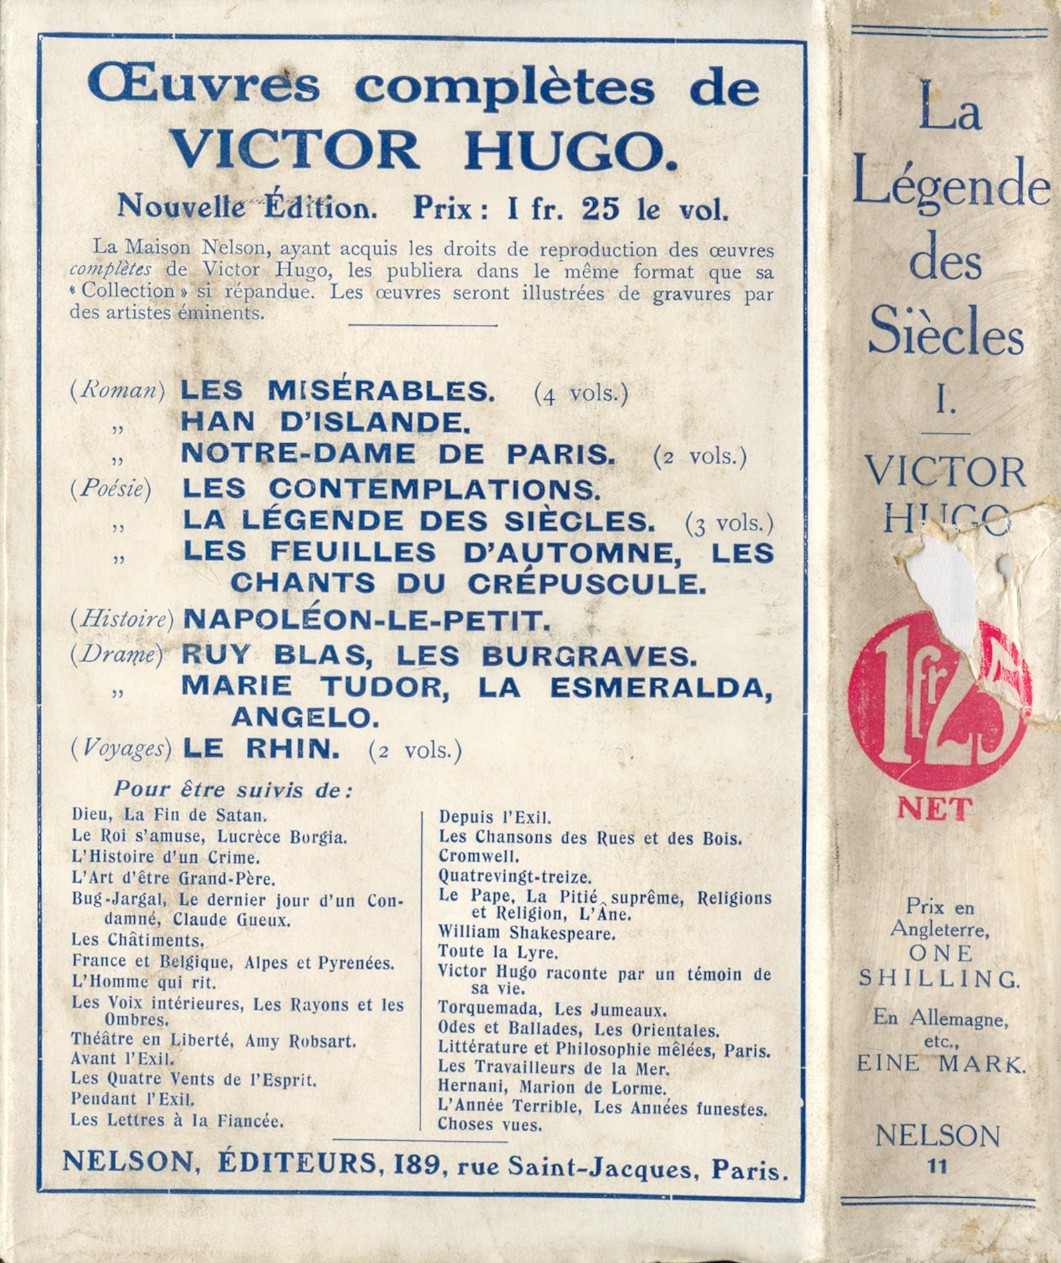 Œuvres complètes de
VICTOR HUGO.
Nouvelle Édition. Prix : 1 fr. 25 le vol.
La Maison Nelson, ayant acquis les droits de reproduction des œuvres
complètes de Victor Hugo, les publiera dans le même format que sa
« Collection » si répandue. Les œuvres seront illustrées de gravures par
des artistes éminents.
(Roman) LES MISÉRABLES. (4 vols.)
„ HAN D'ISLANDE.
„ NOTRE-DAME DE PARIS. (2 vols.)
(Poésie) LES CONTEMPLATIONS.
„ LA LÉGENDE DES SIÈCLES. (3 vols.)
„ LES FEUILLES D'AUTOMNE, LES
CHANTS DU CRÉPUSCULE.
(Histoire) NAPOLÉON-LE-PETIT.
(Drame) RUY BLAS, LES BURGRAVES.
„ MARIE TUDOR, LA ESMERALDA,
ANGELO.
(Voyages) LE RHIN. (2 vols.)
Pour être suivis de :
Dieu, La Fin de Satan.
Le Roi s'amuse, Lucrèce Borgia.
L'Histoire d'un Crime.
L'Art d'être Grand-Père.
Bug-Jargal, Le dernier jour d'un Con-
damné, Claude Gueux.
Les Châtiments.
France et Belgique, Alpes et Pyrenées.
L'Homme qui rit.
Les Voix intérieures, Les Rayons et les
Ombres.
Théâtre en Liberté, Amy Robsart.
Avant l'Exil.
Les Quatre Vents de l'Esprit.
Pendant l'Exil.
Les Lettres à la Fiancée.
Depuis l'Exil.
Les Chansons des Rues et des Bois.
Cromwell.
Quatrevingt-treize.
Le Pape, La Pitié suprême, Religions
et Religion, L'Âne.
William Shakespeare.
Toute la Lyre.
Victor Hugo raconte par un témoin de
sa vie.
Torquemada, Les Jumeaux.
Odes et Ballades, Les Orientales.
Littérature et Philosophie mêlées, Paris.
Les Travailleurs de la Mer.
Hernani, Marion de Lorme.
L'Année Terrible, Les Années funestes.
Choses vues.
NELSON, ÉDITEURS, 189, rue Saint-Jacques, Paris.
La
Légende
des
Siècles
I.
VICTOR
HUGO
1fr25
NET
Prix en
Angleterre,
ONE
SHILLING.
En Allemagne,
etc.,
EINE MARK.
NELSON
11